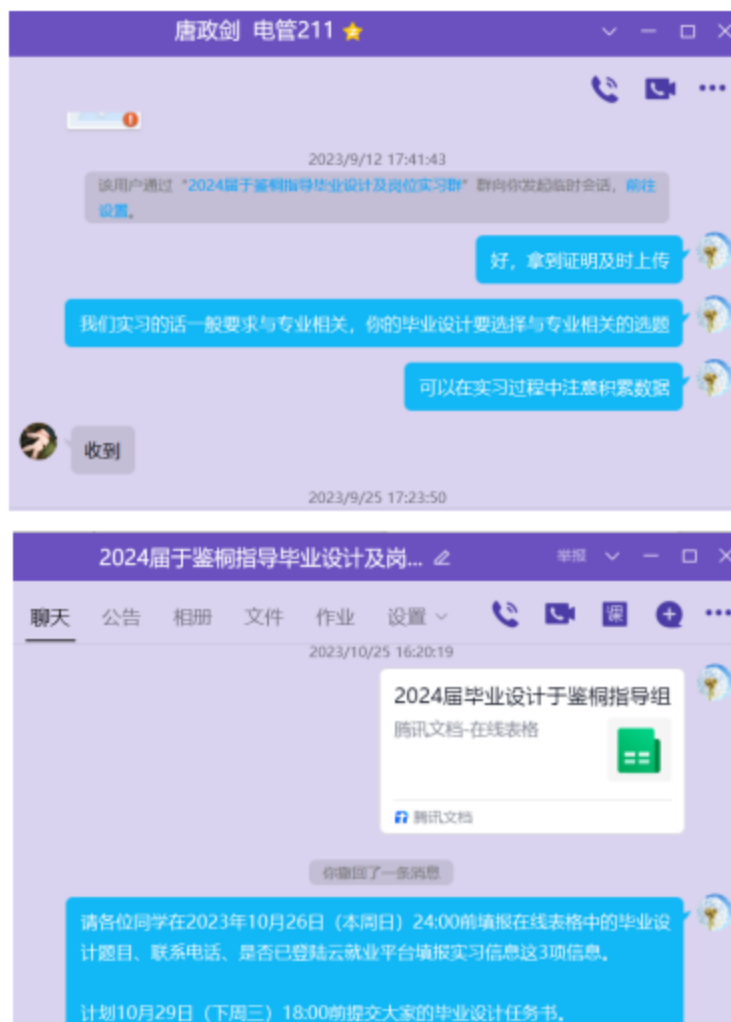 唐政剑 电管211
2023/9/12 17:41:43
该用户通过 "2024届于鉴桐指导毕业设计及岗位实习群" 群向你发起临时会话, 前往
设置。
好，拿到证明及时上传
我们实习的话一般要求与专业相关，你的毕业设计要选择与专业相关的选题
可以在实习过程中注意积累数据
收到
2023/9/25 17:23:50
2024届于鉴桐指导毕业设计及岗... 举报
聊天 公告 相册 文件 作业 设置 课
2023/10/25 16:20:19
2024届毕业设计于鉴桐指导组
腾讯文档-在线表格
腾讯文档
你撤回了一条消息
请各位同学在2023年10月26日（本周日）24:00前填报在线表格中的毕业设
计题目、联系电话、是否已登陆云就业平台填报实习信息这3项信息。
计划10月29日（下周三）18:00前提交大家的毕业设计任务书。